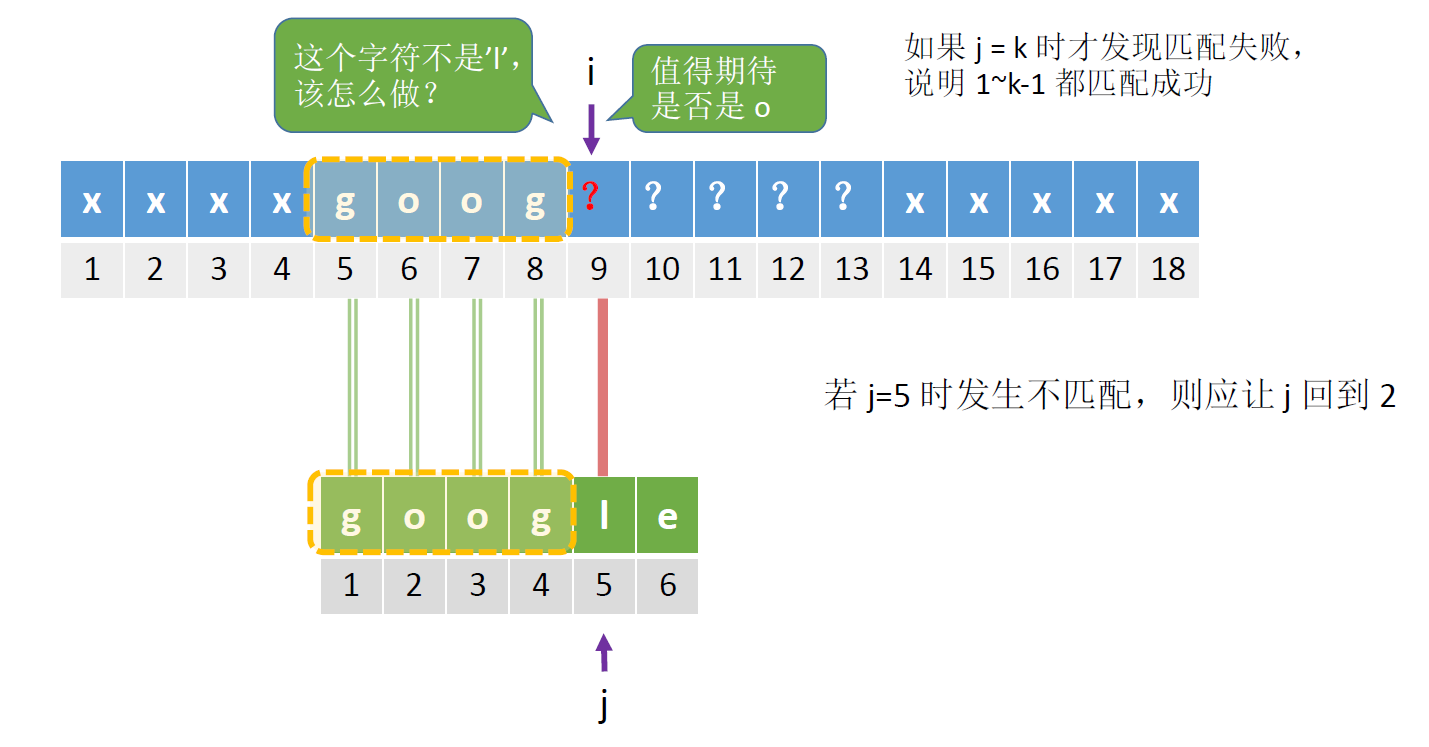 这个字符不是'l'，
该怎么做？
i
值得期待
是否是 o
如果 j = k 时才发现匹配失败，
说明 1~k-1 都匹配成功
x x x x g o o g ? ? ? ? ? x x x x x
1 2 3 4 5 6 7 8 9 10 11 12 13 14 15 16 17 18
若 j=5 时发生不匹配，则应让 j 回到 2
g o o g l e
1 2 3 4 5 6
j